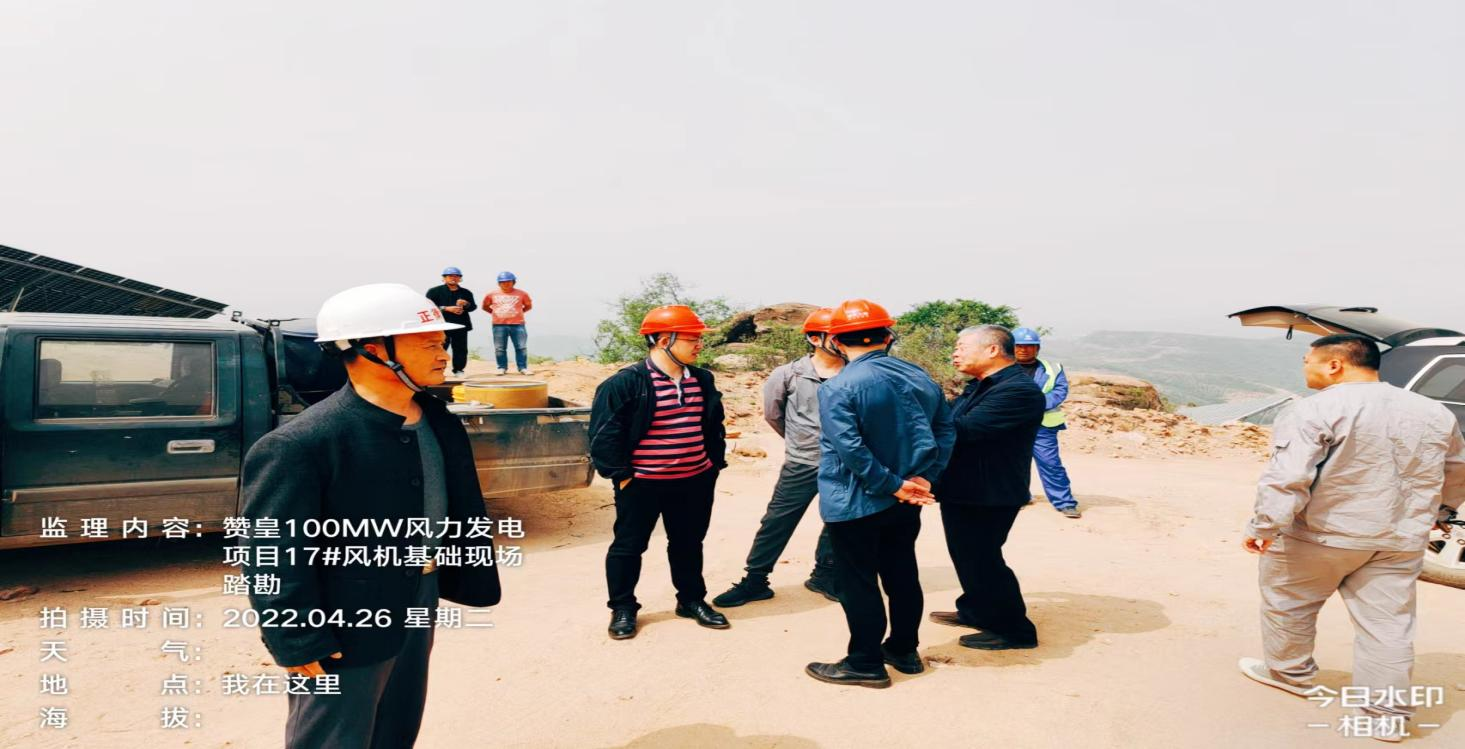 正
监理内容：赞皇100MW风力发电
项目17#风机基础现场
踏勘
拍摄时间：2022.04.26 星期二
天气：
地点：我在这里
海拔：
今日水印
相机